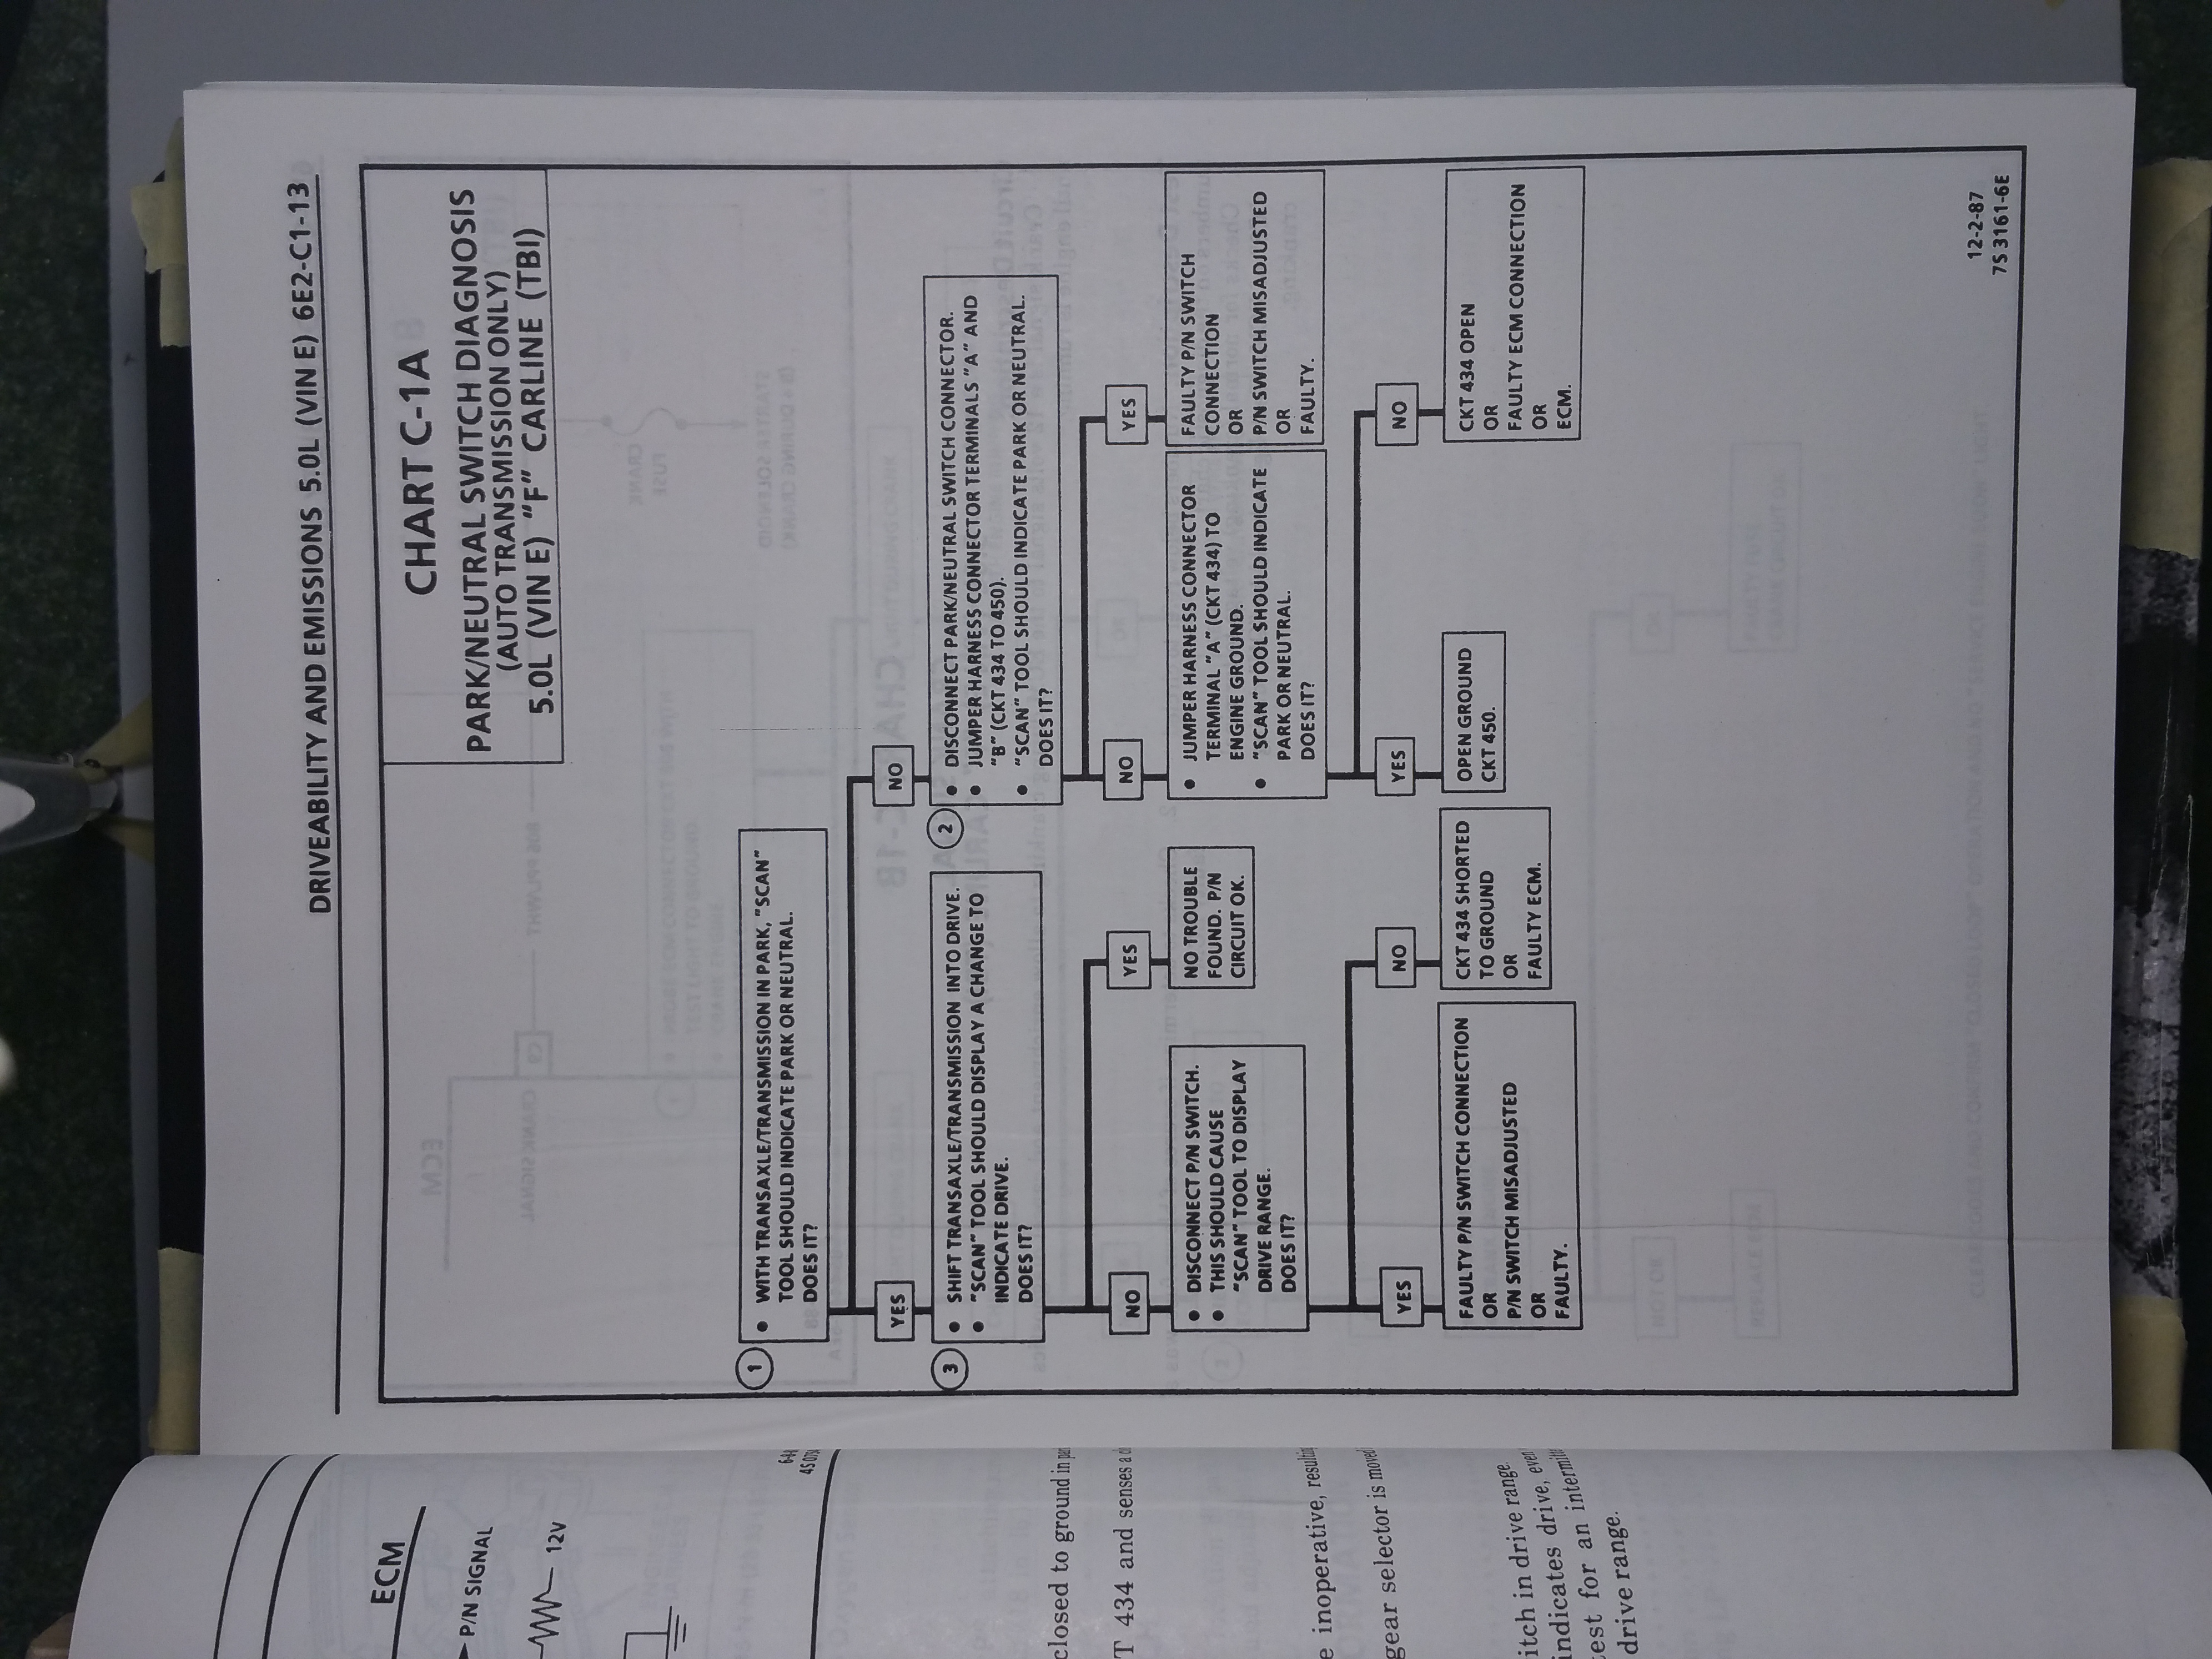 DRIVEABILITY AND EMISSIONS 5.0L (VIN E) 6E2-C1-13
CHART C-1A
PARK/NEUTRAL SWITCH DIAGNOSIS
(AUTO TRANSMISSION ONLY)
5.0L (VIN E) "F" CARLINE (TBI)
1
• WITH TRANSAXLE/TRANSMISSION IN PARK, "SCAN"
TOOL SHOULD INDICATE PARK OR NEUTRAL.
DOES IT?
YES
NO
3
• SHIFT TRANSAXLE/TRANSMISSION INTO DRIVE.
• "SCAN" TOOL SHOULD DISPLAY A CHANGE TO
INDICATE DRIVE.
DOES IT?
2
• DISCONNECT PARK/NEUTRAL SWITCH CONNECTOR.
• JUMPER HARNESS CONNECTOR TERMINALS "A" AND
"B" (CKT 434 TO 450).
• "SCAN" TOOL SHOULD INDICATE PARK OR NEUTRAL.
DOES IT?
NO
YES
NO
YES
• DISCONNECT P/N SWITCH.
• THIS SHOULD CAUSE
"SCAN" TOOL TO DISPLAY
DRIVE RANGE.
DOES IT?
NO TROUBLE
FOUND. P/N
CIRCUIT OK.
• JUMPER HARNESS CONNECTOR
TERMINAL "A" (CKT 434) TO
ENGINE GROUND.
• "SCAN" TOOL SHOULD INDICATE
PARK OR NEUTRAL.
DOES IT?
FAULTY P/N SWITCH
CONNECTION
OR
P/N SWITCH MISADJUSTED
OR
FAULTY.
YES
NO
YES
NO
FAULTY P/N SWITCH CONNECTION
OR
P/N SWITCH MISADJUSTED
OR
FAULTY.
CKT 434 SHORTED
TO GROUND
OR
FAULTY ECM.
OPEN GROUND
CKT 450.
CKT 434 OPEN
OR
FAULTY ECM CONNECTION
OR
ECM.
12-2-87
7S 3161-6E
ECM
P/N SIGNAL
12V
closed to ground in
T 434 and senses a
e inoperative,
gear selector is moved
itch in drive range.
indicates drive,
test for an
drive range.